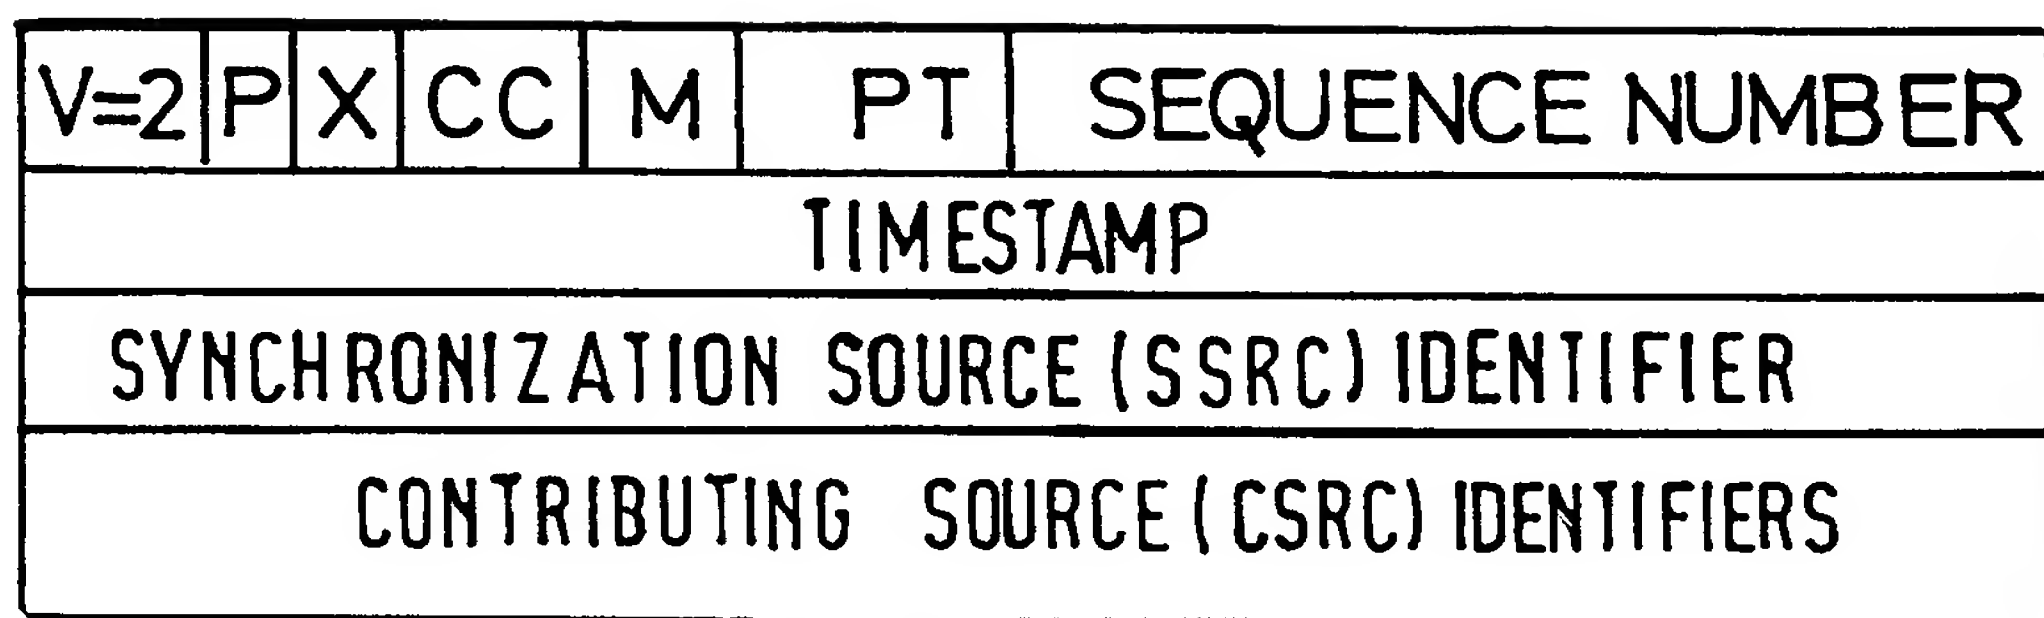 V=2 P X CC M PT SEQUENCE NUMBER
TIMESTAMP
SYNCHRONIZATION SOURCE (SSRC) IDENTIFIER
CONTRIBUTING SOURCE (CSRC) IDENTIFIERS